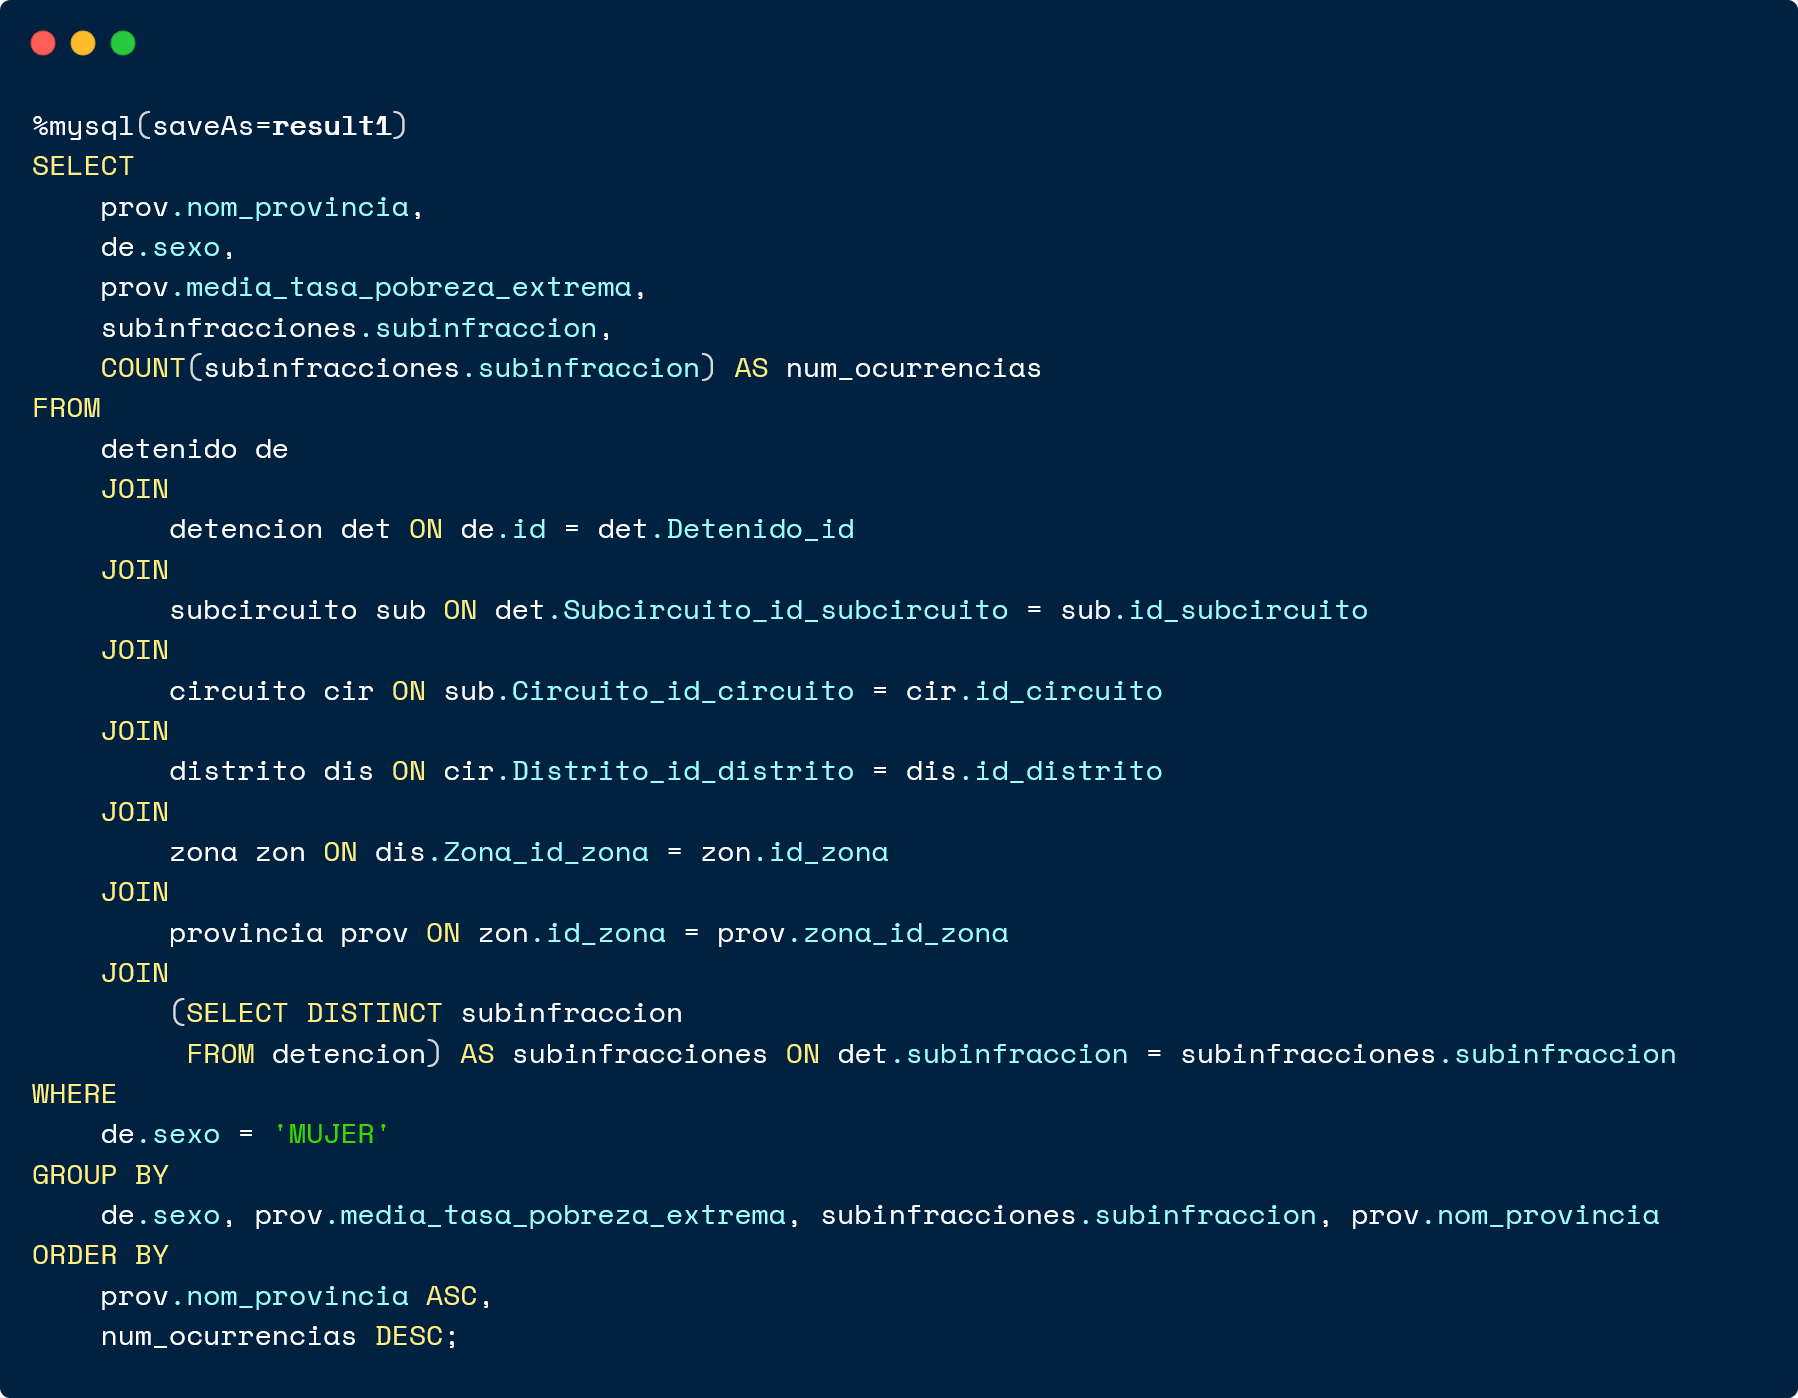 %mysql(saveAs=result1)
SELECT
    prov.nom_provincia,
    de.sexo,
    prov.media_tasa_pobreza_extrema,
    subinfracciones.subinfraccion,
    COUNT(subinfracciones.subinfraccion) AS num_ocurrencias
FROM
    detenido de
    JOIN
        detencion det ON de.id = det.Detenido_id
    JOIN
        subcircuito sub ON det.Subcircuito_id_subcircuito = sub.id_subcircuito
    JOIN
        circuito cir ON sub.Circuito_id_circuito = cir.id_circuito
    JOIN
        distrito dis ON cir.Distrito_id_distrito = dis.id_distrito
    JOIN
        zona zon ON dis.Zona_id_zona = zon.id_zona
    JOIN
        provincia prov ON zon.id_zona = prov.zona_id_zona
    JOIN
        (SELECT DISTINCT subinfraccion
         FROM detencion) AS subinfracciones ON det.subinfraccion = subinfracciones.subinfraccion
WHERE
    de.sexo = 'MUJER'
GROUP BY
    de.sexo, prov.media_tasa_pobreza_extrema, subinfracciones.subinfraccion, prov.nom_provincia
ORDER BY
    prov.nom_provincia ASC,
    num_ocurrencias DESC;